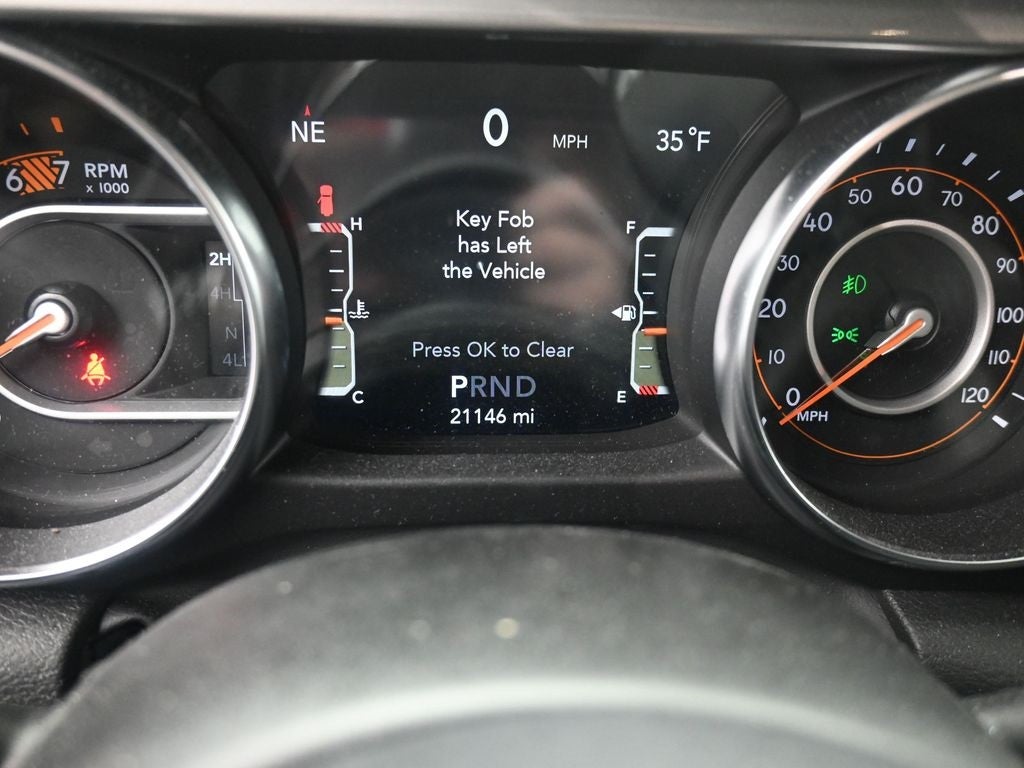 NE
0 MPH
35°F
6 7 RPM
x 1000
Key Fob
has Left
the Vehicle
H
F
2H
4H
N
4L
Press OK to Clear
C
E
PRND
21146 mi
0
10
20
30
40
50
60
70
80
90
100
110
120
MPH